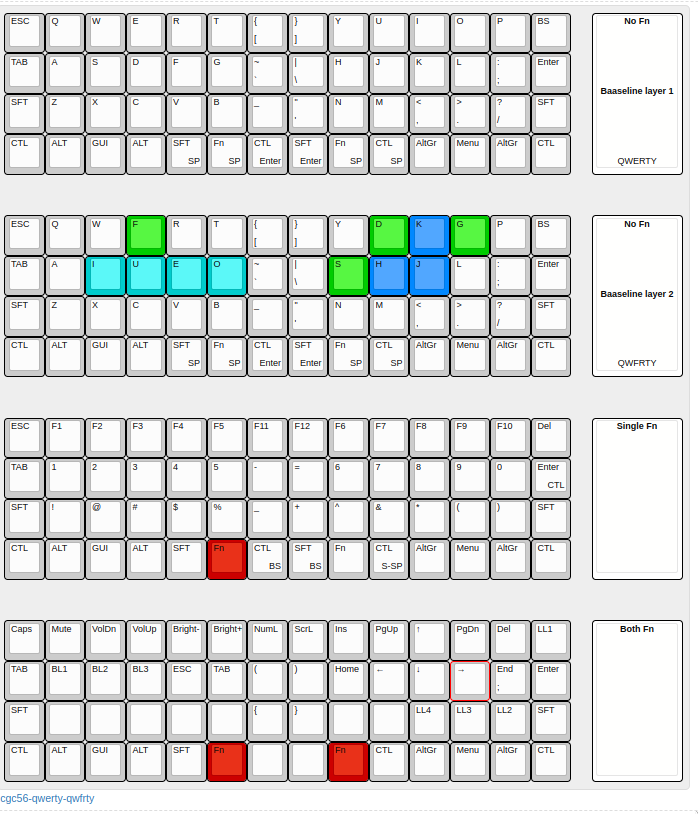 ESC Q W E R T { } Y U I O P BS No Fn
[ ]
TAB A S D F G ~ | H J K L : Enter
` \ ; Baaseline layer 1
SFT Z X C V B _ " N M < > ? SFT
' , . /
CTL ALT GUI ALT SFT Fn CTL SFT Fn CTL AltGr Menu AltGr CTL
SP SP Enter Enter SP SP QWERTY
ESC Q W F R T { } Y D K G P BS No Fn
[ ]
TAB A I U E O ~ | S H J L : Enter
` \ ; Baaseline layer 2
SFT Z X C V B _ " N M < > ? SFT
' , . /
CTL ALT GUI ALT SFT Fn CTL SFT Fn CTL AltGr Menu AltGr CTL
SP SP Enter Enter SP SP QWFRTY
ESC F1 F2 F3 F4 F5 F11 F12 F6 F7 F8 F9 F10 Del Single Fn
TAB 1 2 3 4 5 - = 6 7 8 9 0 Enter
CTL
SFT ! @ # $ % _ + ^ & * ( ) SFT
CTL ALT GUI ALT SFT Fn CTL SFT Fn CTL AltGr Menu AltGr CTL
BS BS S-SP
Caps Mute VolDn VolUp Bright- Bright+ NumL ScrL Ins PgUp ↑ PgDn Del LL1 Both Fn
TAB BL1 BL2 BL3 ESC TAB ( ) Home ← ↓ → End Enter
;
SFT { } LL4 LL3 LL2 SFT
CTL ALT GUI ALT SFT Fn Fn CTL AltGr Menu AltGr CTL
cgc56-qwerty-qwfrty